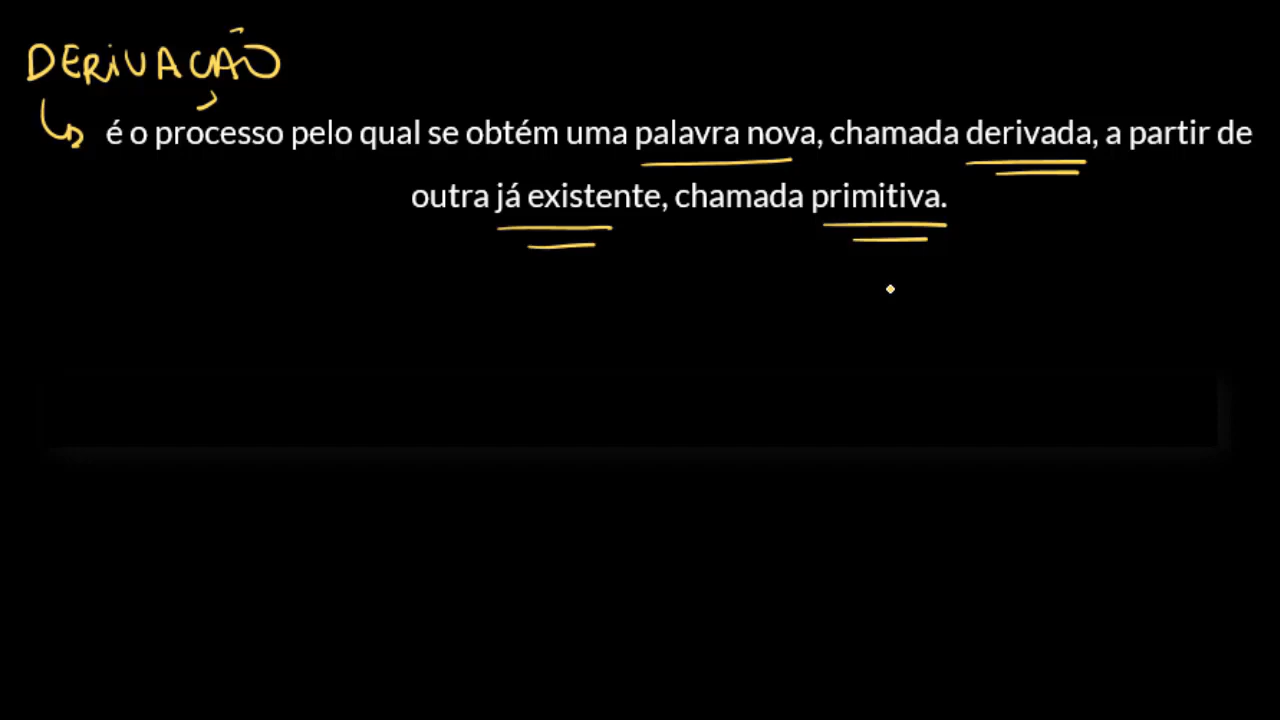 DERIVAÇÃO
é o processo pelo qual se obtém uma palavra nova, chamada derivada, a partir de
outra já existente, chamada primitiva.